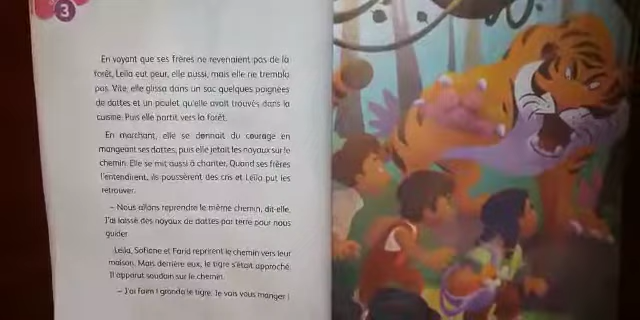 3
En voyant que ses frères ne revenaient pas de la
forêt, Leïla eut peur, elle aussi, mais elle ne trembla
pas. Vite, elle glissa dans un sac quelques poignées
de dattes et un poulet qu'elle avait trouvés dans la
cuisine. Puis elle partit vers la forêt.
En marchant, elle se donnait du courage en
mangeant ses dattes, puis elle jetait les noyaux sur le
chemin. Elle se mit aussi à chanter. Quand ses frères
l'entendirent, ils poussèrent des cris et Leïla put les
retrouver.
– Nous allons reprendre le même chemin, dit-elle.
J'ai laissé des noyaux de dattes par terre pour nous
guider.
Leïla, Sofiane et Farid reprirent le chemin vers leur
maison. Mais derrière eux, le tigre s'était approché.
Il apparut soudain sur le chemin.
– J'ai faim ! gronda le tigre. Je vais vous manger !